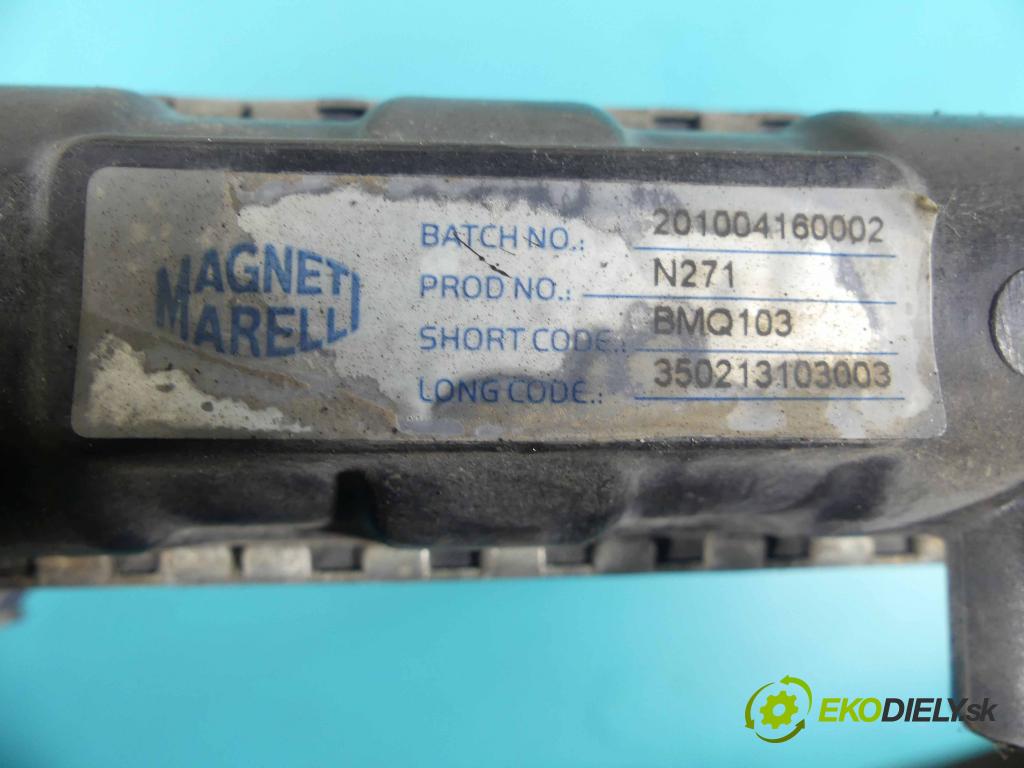 MAGNETI
MARELLI
BATCH NO.: 201004160002
PROD NO.: N271
SHORT CODE.: BMQ103
LONG CODE.: 350213103003
EKODIELY.sk